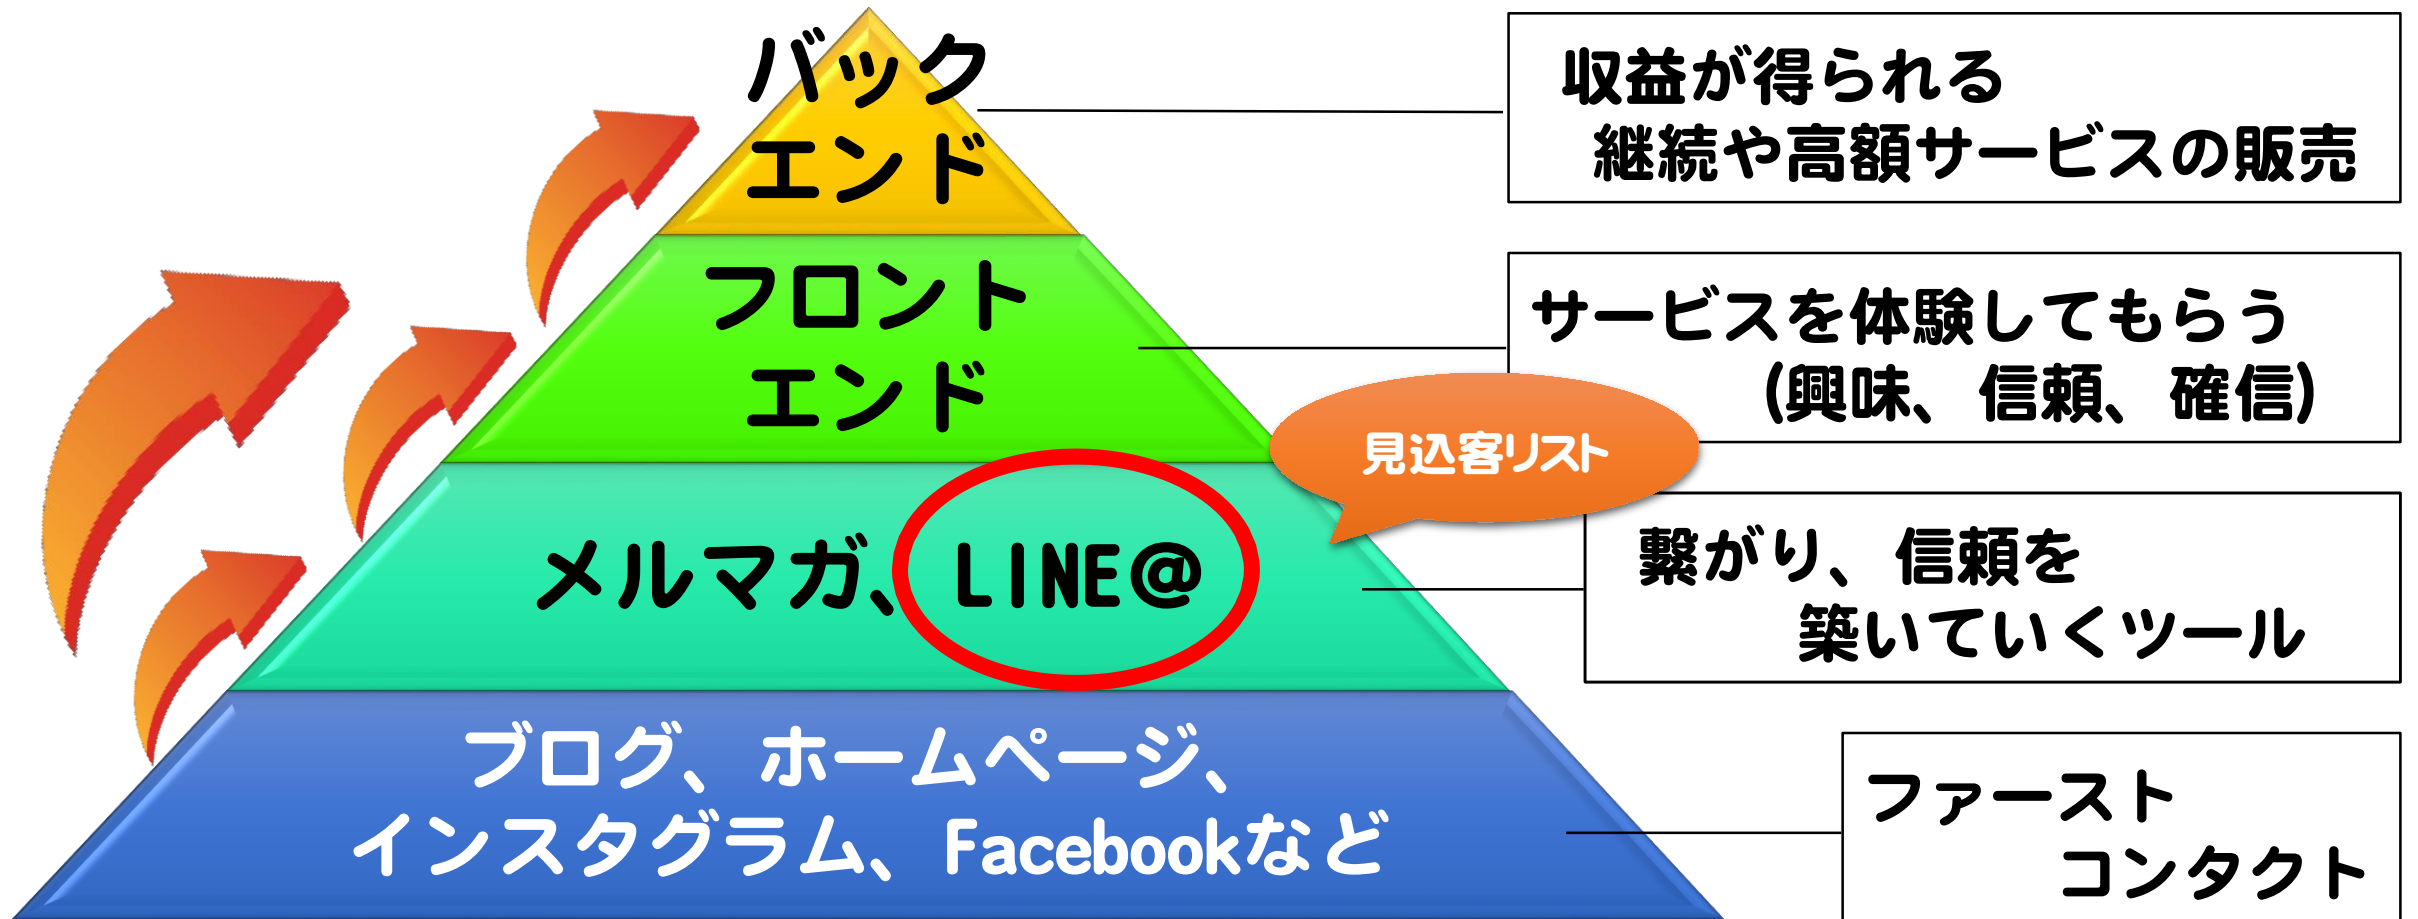 バック
エンド
収益が得られる
継続や高額サービスの販売
フロント
エンド
サービスを体験してもらう
(興味、信頼、確信)
見込客リスト
メルマガ、LINE@
繋がり、信頼を
築いていくツール
ブログ、ホームページ、
インスタグラム、Facebookなど
ファースト
コンタクト